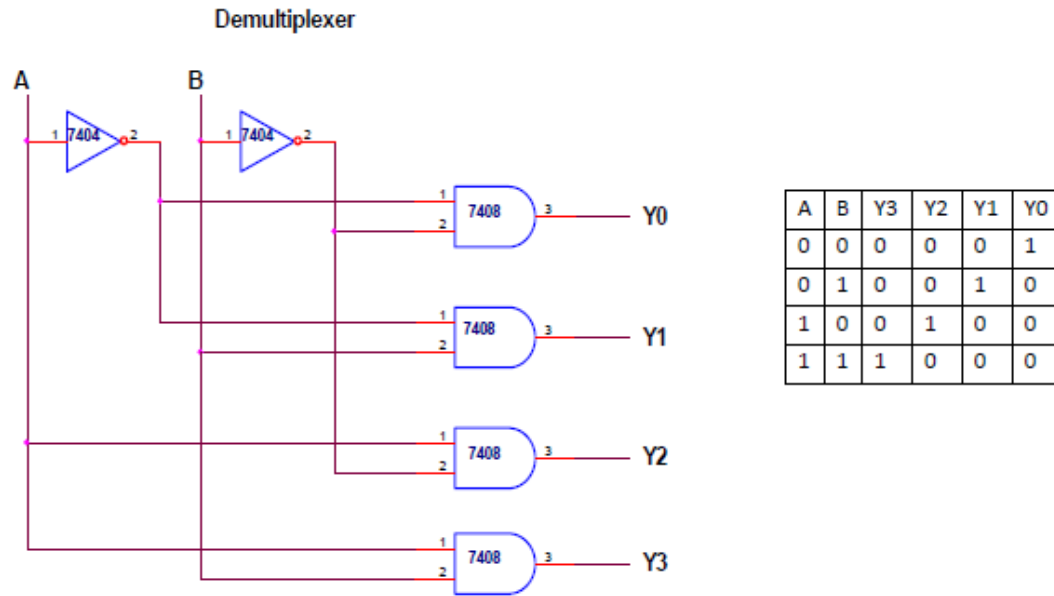 Demultiplexer
A B
1 7404 2 1 7404 2
1
2 7408 3 Y0
1
2 7408 3 Y1
1
2 7408 3 Y2
1
2 7408 3 Y3
A B Y3 Y2 Y1 Y0
0 0 0 0 0 1
0 1 0 0 1 0
1 0 0 1 0 0
1 1 1 0 0 0